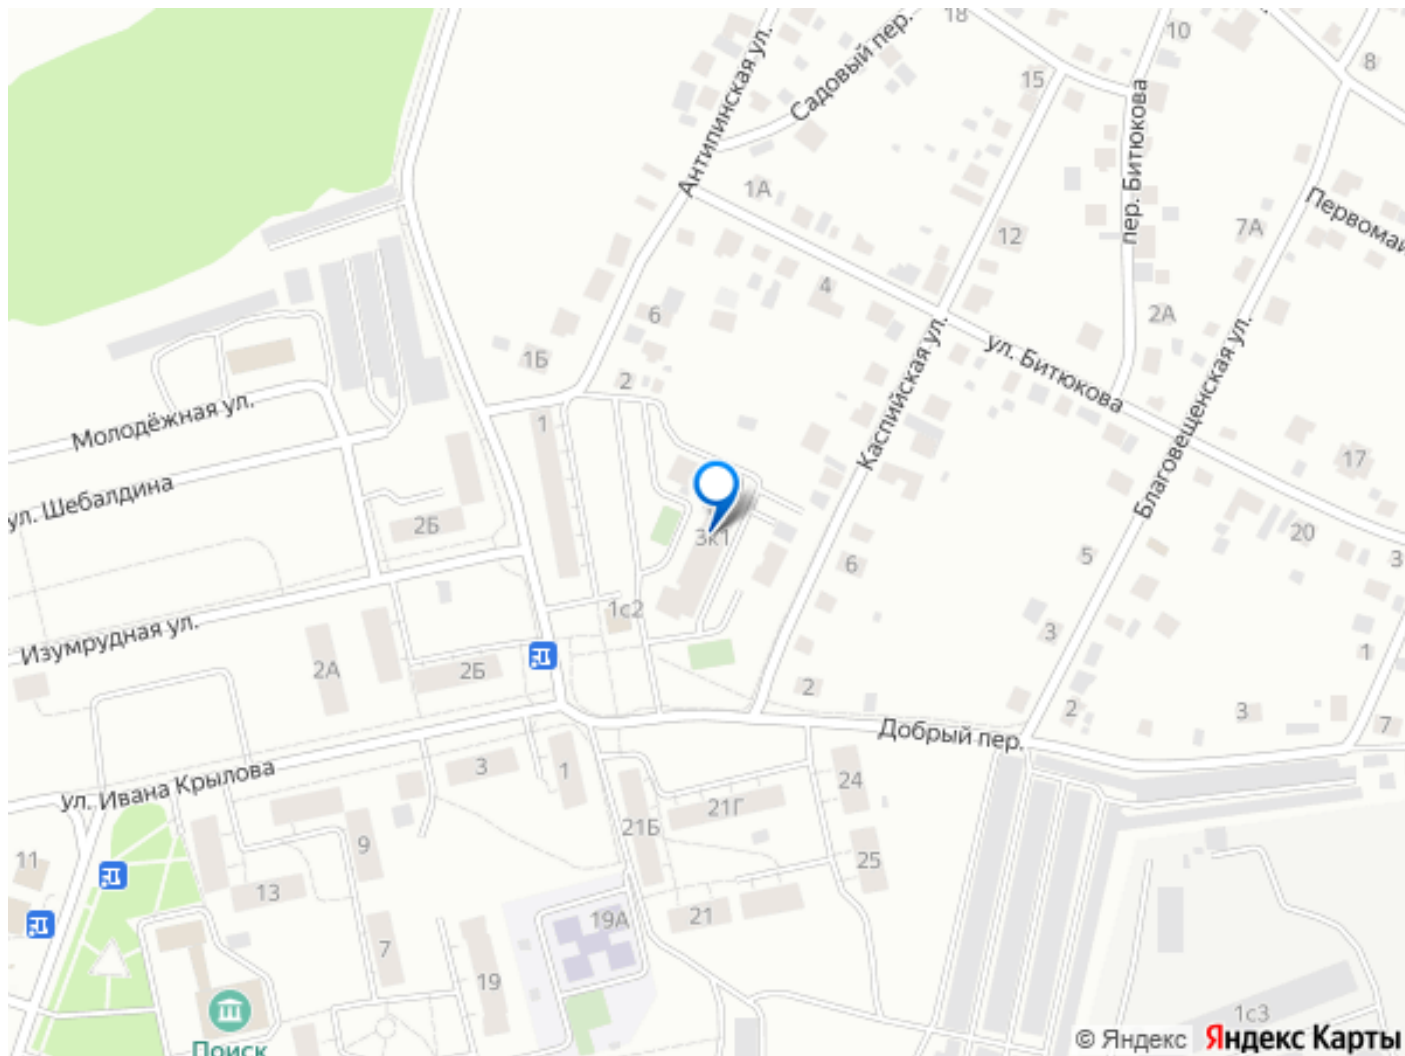 18
10
Антипинская ул.
Садовый пер.
8
15
пер. Битюкова
1А
12
7А
Первомай
4
2А
6
1Б
ул. Битюкова
Каспийская ул.
Благовещенская ул.
2
Молодёжная ул.
1
17
ул. Шебалдина
2Б
3к1
20
5
3
6
1с2
Изумрудная ул.
3
1
2А
2Б
2
2
3
7
Добрый пер.
ул. Ивана Крылова
3
1
24
21Г
21Б
9
11
25
13
21
19А
7
19
1с3
Поиск
© Яндекс Яндекс Карты